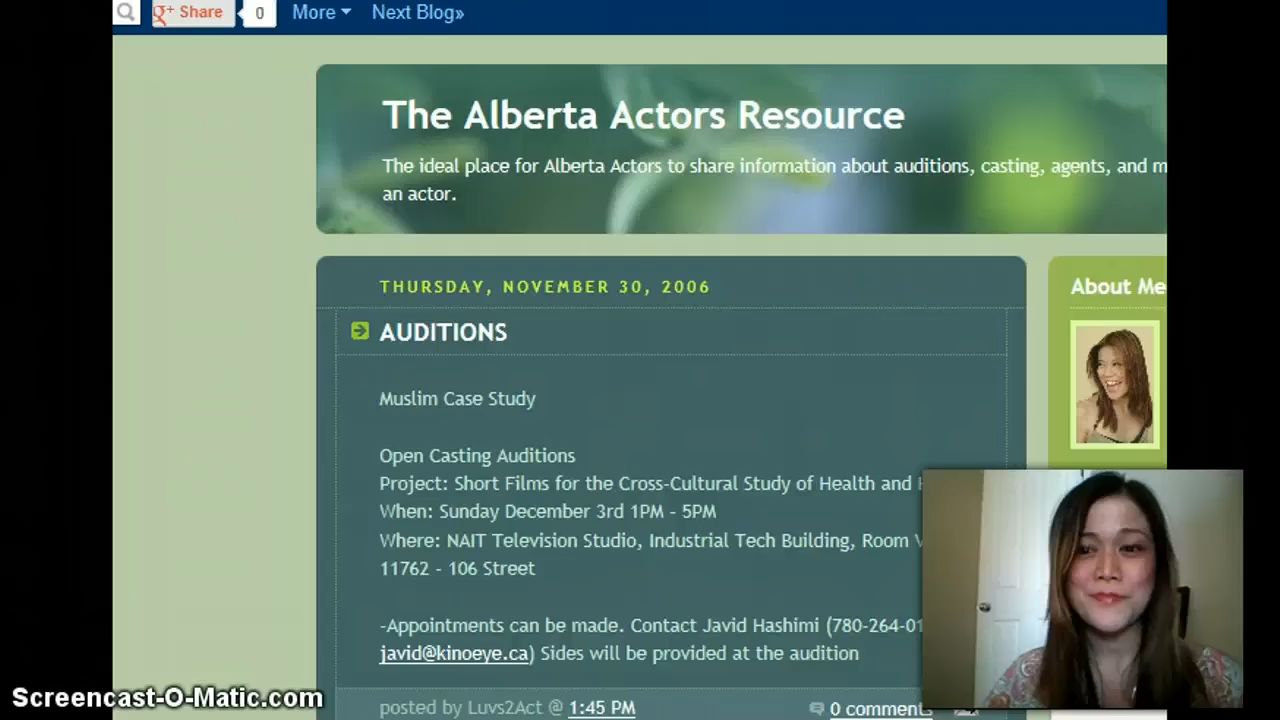 g+ Share 0 More Next Blog»
The Alberta Actors Resource
The ideal place for Alberta Actors to share information about auditions, casting, agents, and
an actor.
THURSDAY, NOVEMBER 30, 2006
About Me
AUDITIONS
Muslim Case Study
Open Casting Auditions
Project: Short Films for the Cross-Cultural Study of Health and
When: Sunday December 3rd 1PM - 5PM
Where: NAIT Television Studio, Industrial Tech Building, Room
11762 - 106 Street
-Appointments can be made. Contact Javid Hashimi (780-264-01
javid@kinoeye.ca) Sides will be provided at the audition
posted by Luvs2Act @ 1:45 PM 0 comments
Screencast-O-Matic.com